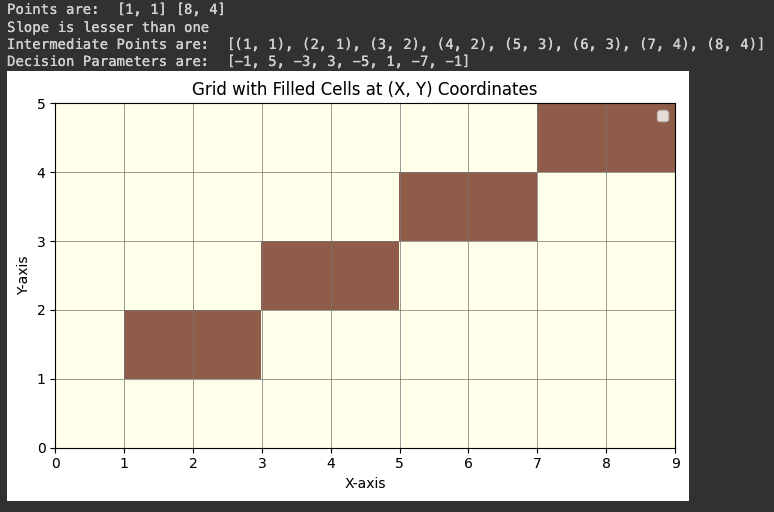 Points are:  [1, 1] [8, 4]
Slope is lesser than one
Intermediate Points are:  [(1, 1), (2, 1), (3, 2), (4, 2), (5, 3), (6, 3), (7, 4), (8, 4)]
Decision Parameters are:  [-1, 5, -3, 3, -5, 1, -7, -1]
Grid with Filled Cells at (X, Y) Coordinates
5
4
3
2
1
0
Y-axis
0 1 2 3 4 5 6 7 8 9
X-axis